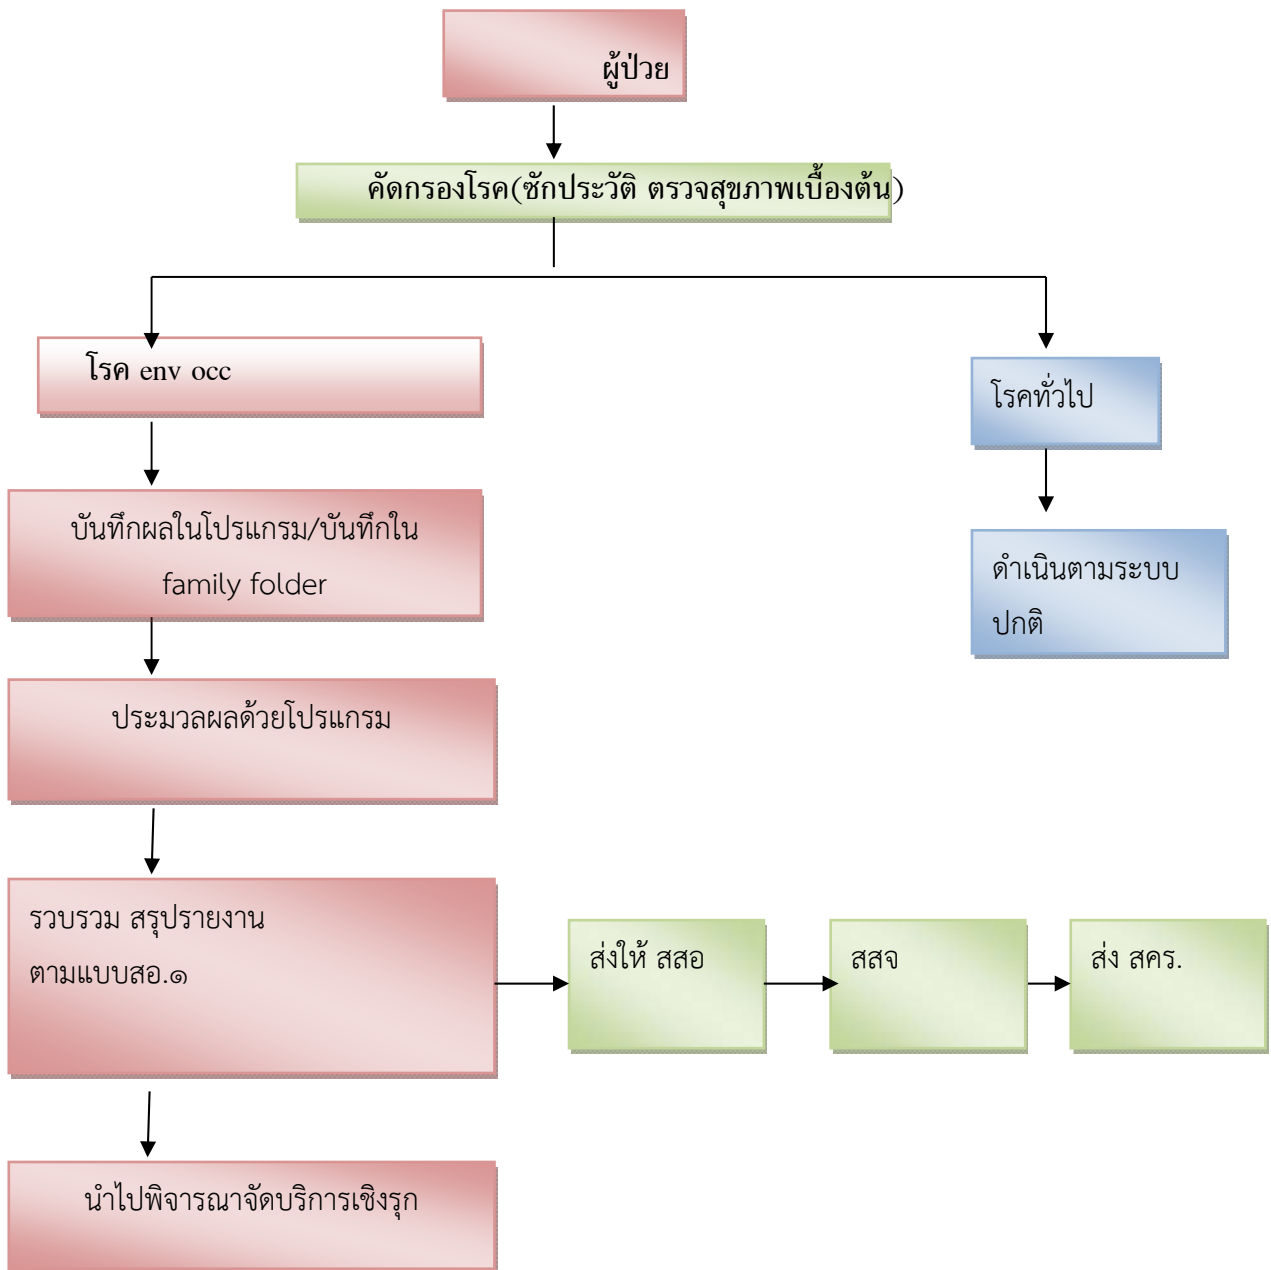 ผู้ป่วย
คัดกรองโรค(ซักประวัติ ตรวจสุขภาพเบื้องต้น)
โรค env occ
โรคทั่วไป
บันทึกผลในโปรแกรม/บันทึกใน
family folder
ดำเนินตามระบบ
ปกติ
ประมวลผลด้วยโปรแกรม
รวบรวม สรุปรายงาน
ตามแบบสอ.๑
ส่งให้ สสอ
สสจ
ส่ง สคร.
นำไปพิจารณาจัดบริการเชิงรุก